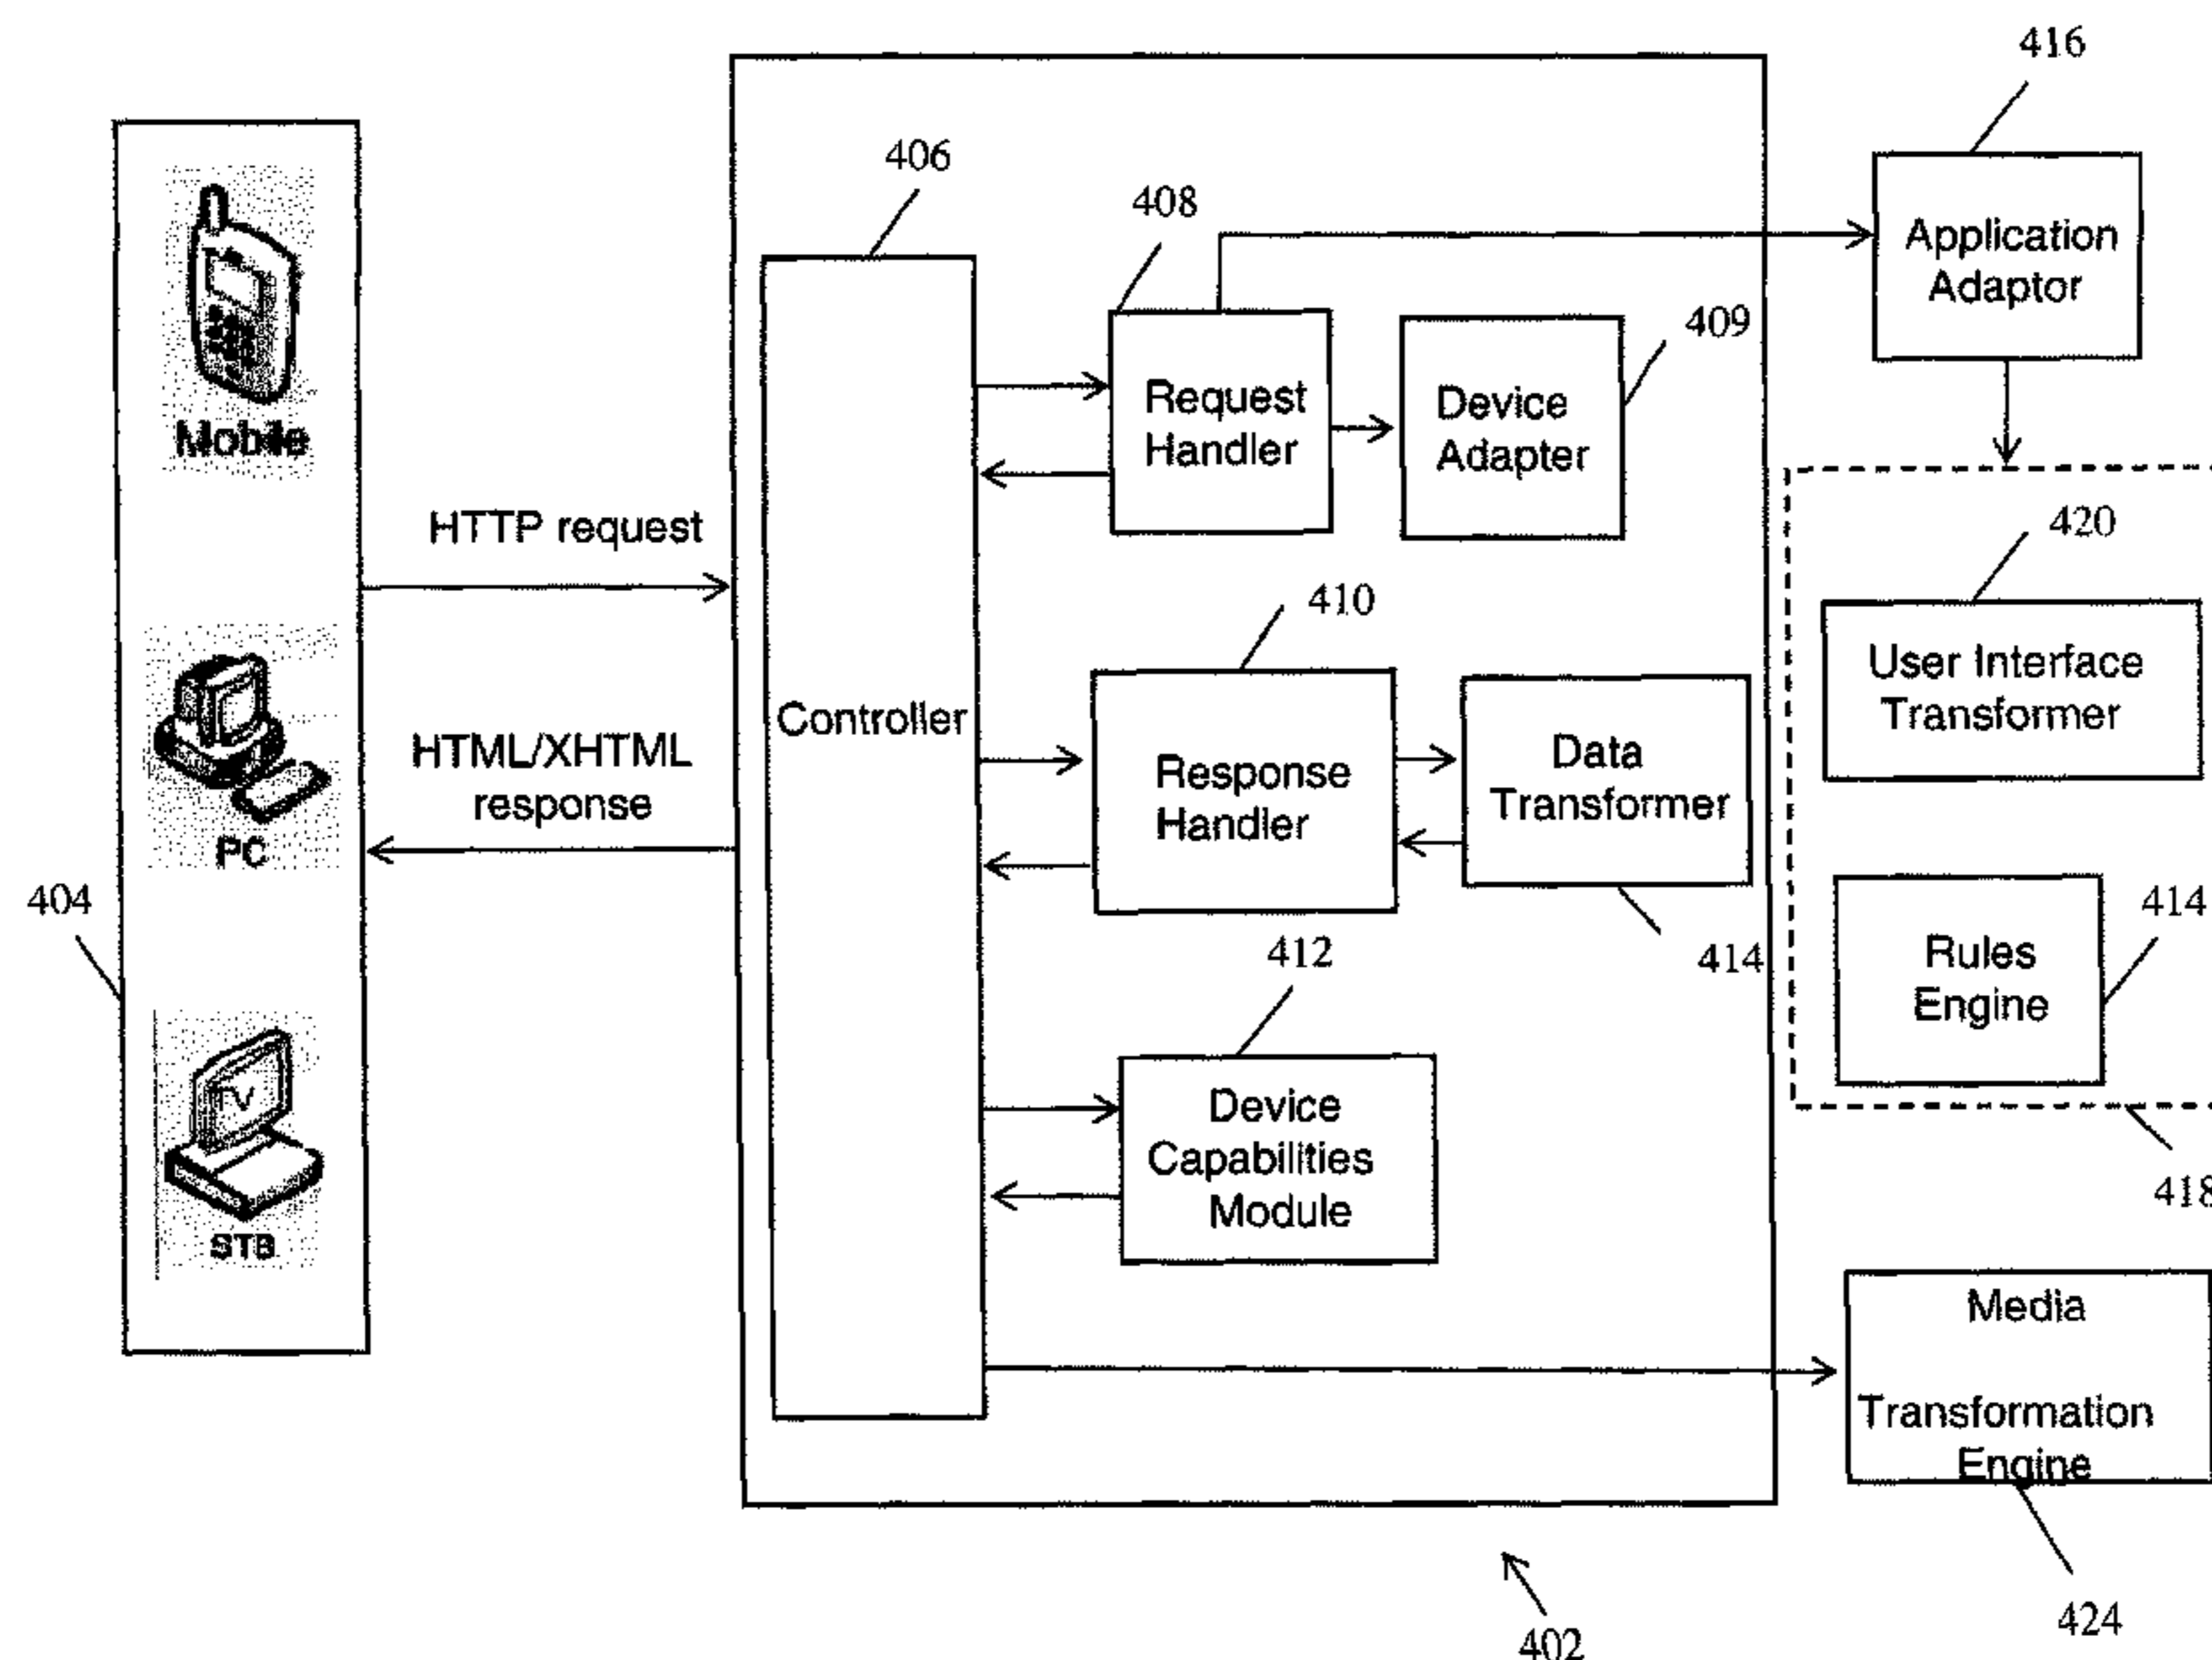 416
406
408
Application
Adaptor
409
Mobile
Request
Handler
Device
Adapter
HTTP request
420
410
User Interface
Transformer
Controller
HTML/XHTML
response
Response
Handler
Data
Transformer
PC
404
414
412
414
Rules
Engine
TV
Device
Capabilities
Module
418
STB
Media
Transformation
Engine
424
402